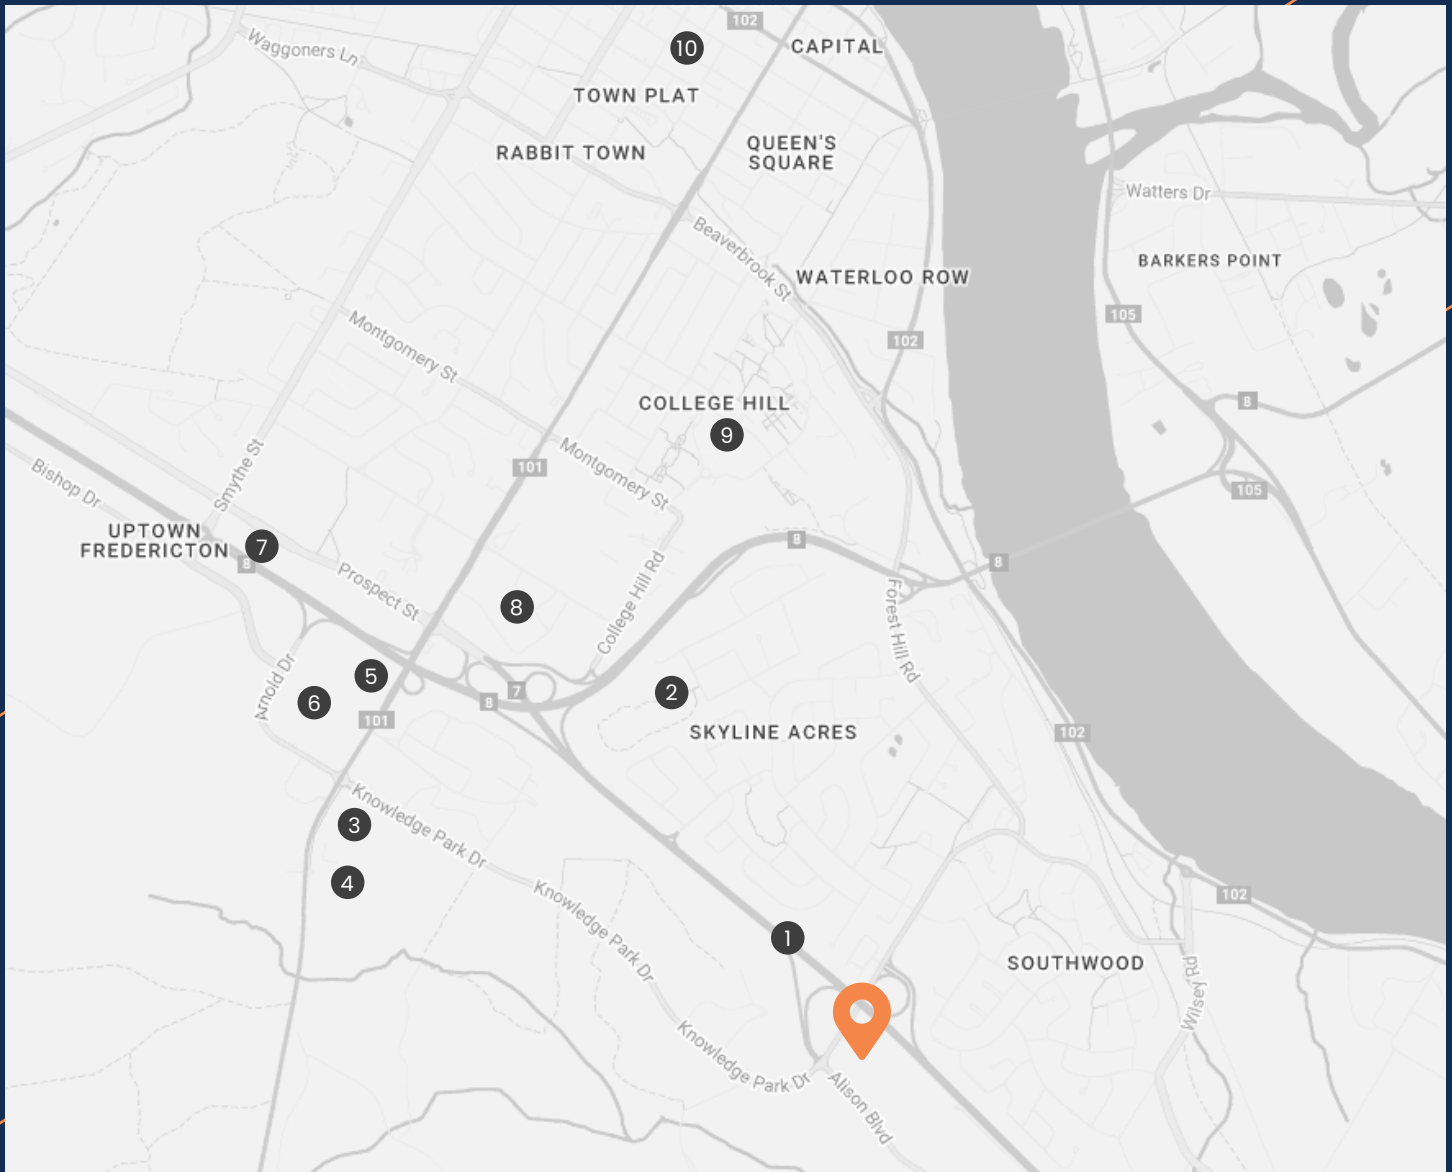 102
CAPITAL
10
Waggoners Ln
TOWN PLAT
QUEEN'S
SQUARE
RABBIT TOWN
Watters Dr
Beaverbrook St
BARKERS POINT
WATERLOO ROW
105
Montgomery St
102
COLLEGE HILL
8
9
Smythe St
101
Montgomery St
Bishop Dr
105
UPTOWN
FREDERICTON
7
8
8
8
Prospect St
8
College Hill Rd
Forest Hill Rd
5
Arnold Dr
6
7
8
2
101
SKYLINE ACRES
102
Knowledge Park Dr
3
4
Knowledge Park Dr
102
1
SOUTHWOOD
Wilsey Rd
Knowledge Park Dr
Alison Blvd